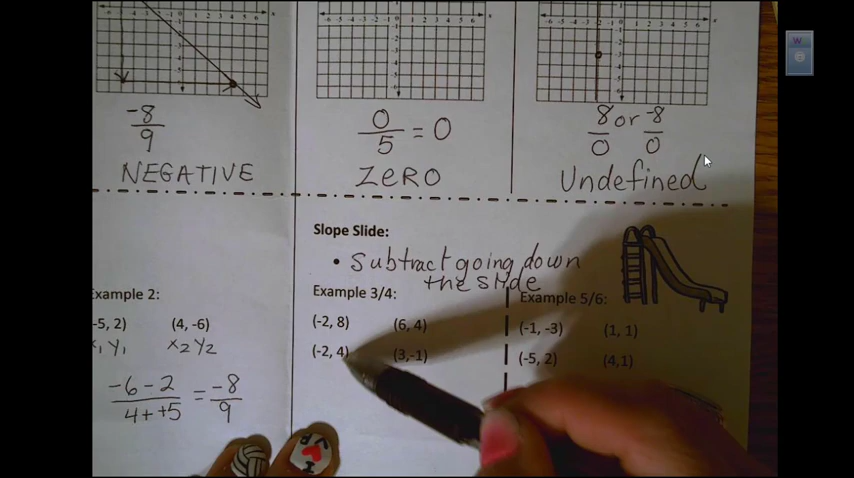 -8
9
NEGATIVE
0
5
= 0
ZERO
8
0
or
-8
0
Undefined
Slope Slide:
• Subtract going down
the slide
Example 2:
-5, 2) (4, -6)
x₁ y₁ x₂ y₂
-6 - 2
4 + +5
=
-8
9
Example 3/4:
(-2, 8) (6, 4)
(-2, 4) (3,-1)
Example 5/6:
(-1, -3) (1, 1)
(-5, 2) (4,1)
W